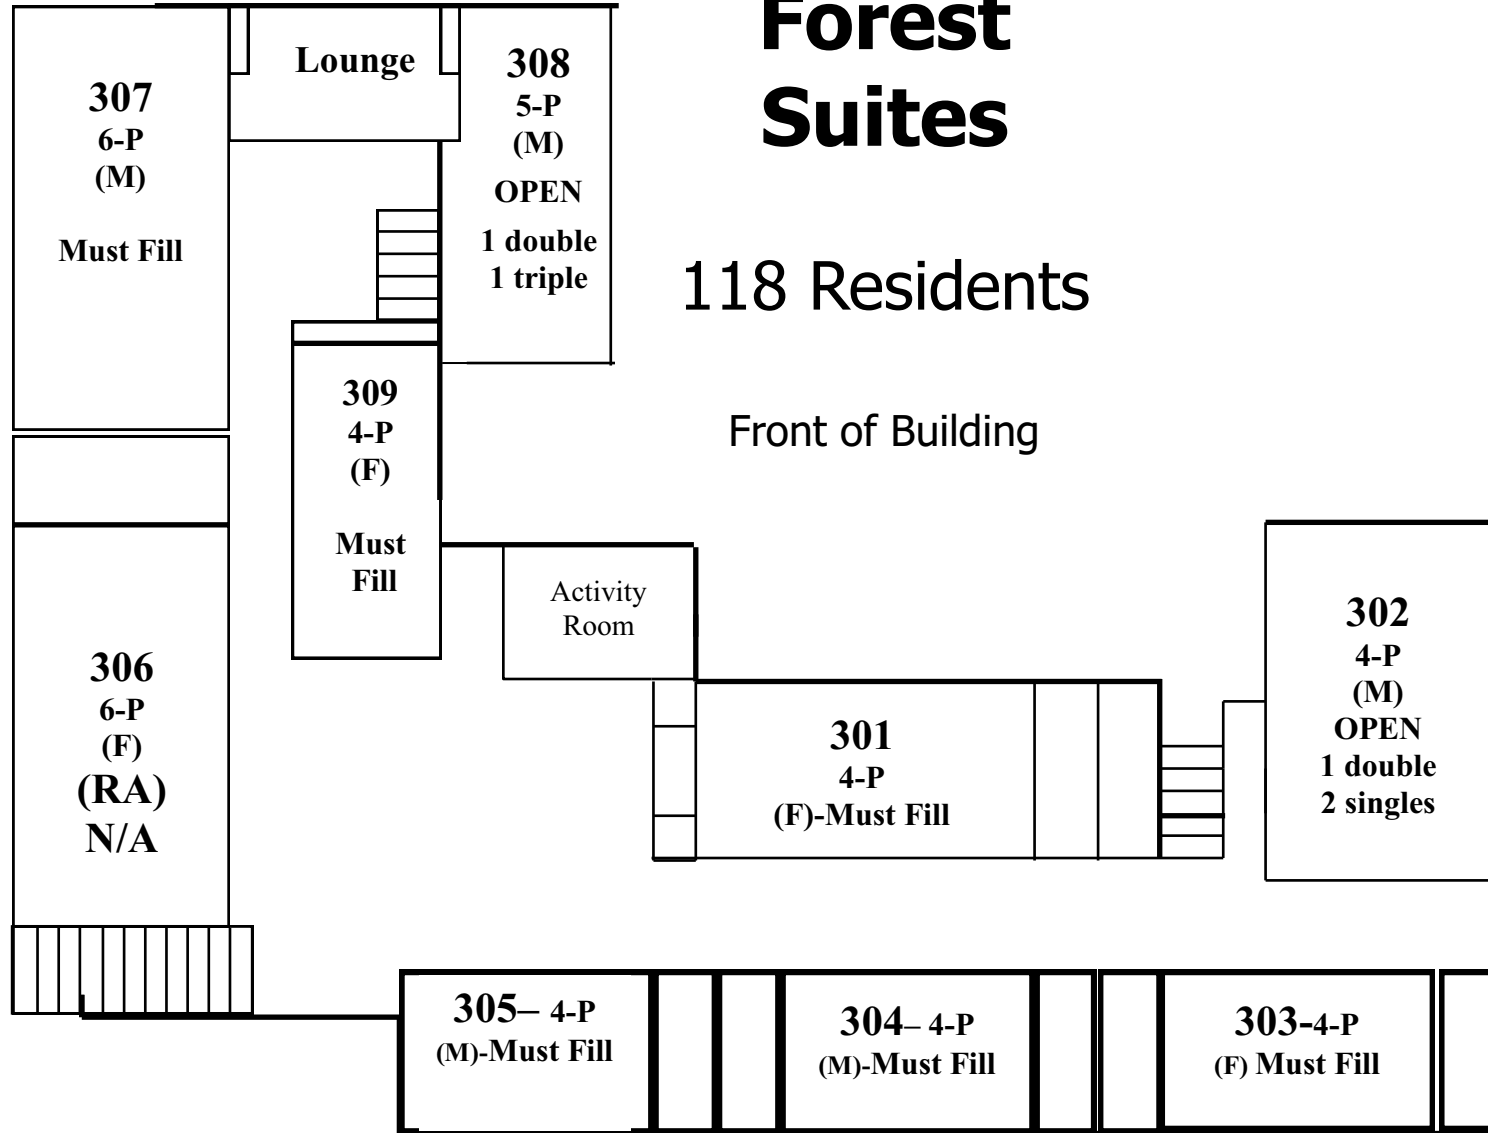 Forest
Suites
118 Residents
Front of Building
307
6-P
(M)
Must Fill
Lounge
308
5-P
(M)
OPEN
1 double
1 triple
309
4-P
(F)
Must
Fill
Activity
Room
306
6-P
(F)
(RA)
N/A
301
4-P
(F)-Must Fill
302
4-P
(M)
OPEN
1 double
2 singles
305– 4-P
(M)-Must Fill
304– 4-P
(M)-Must Fill
303-4-P
(F) Must Fill